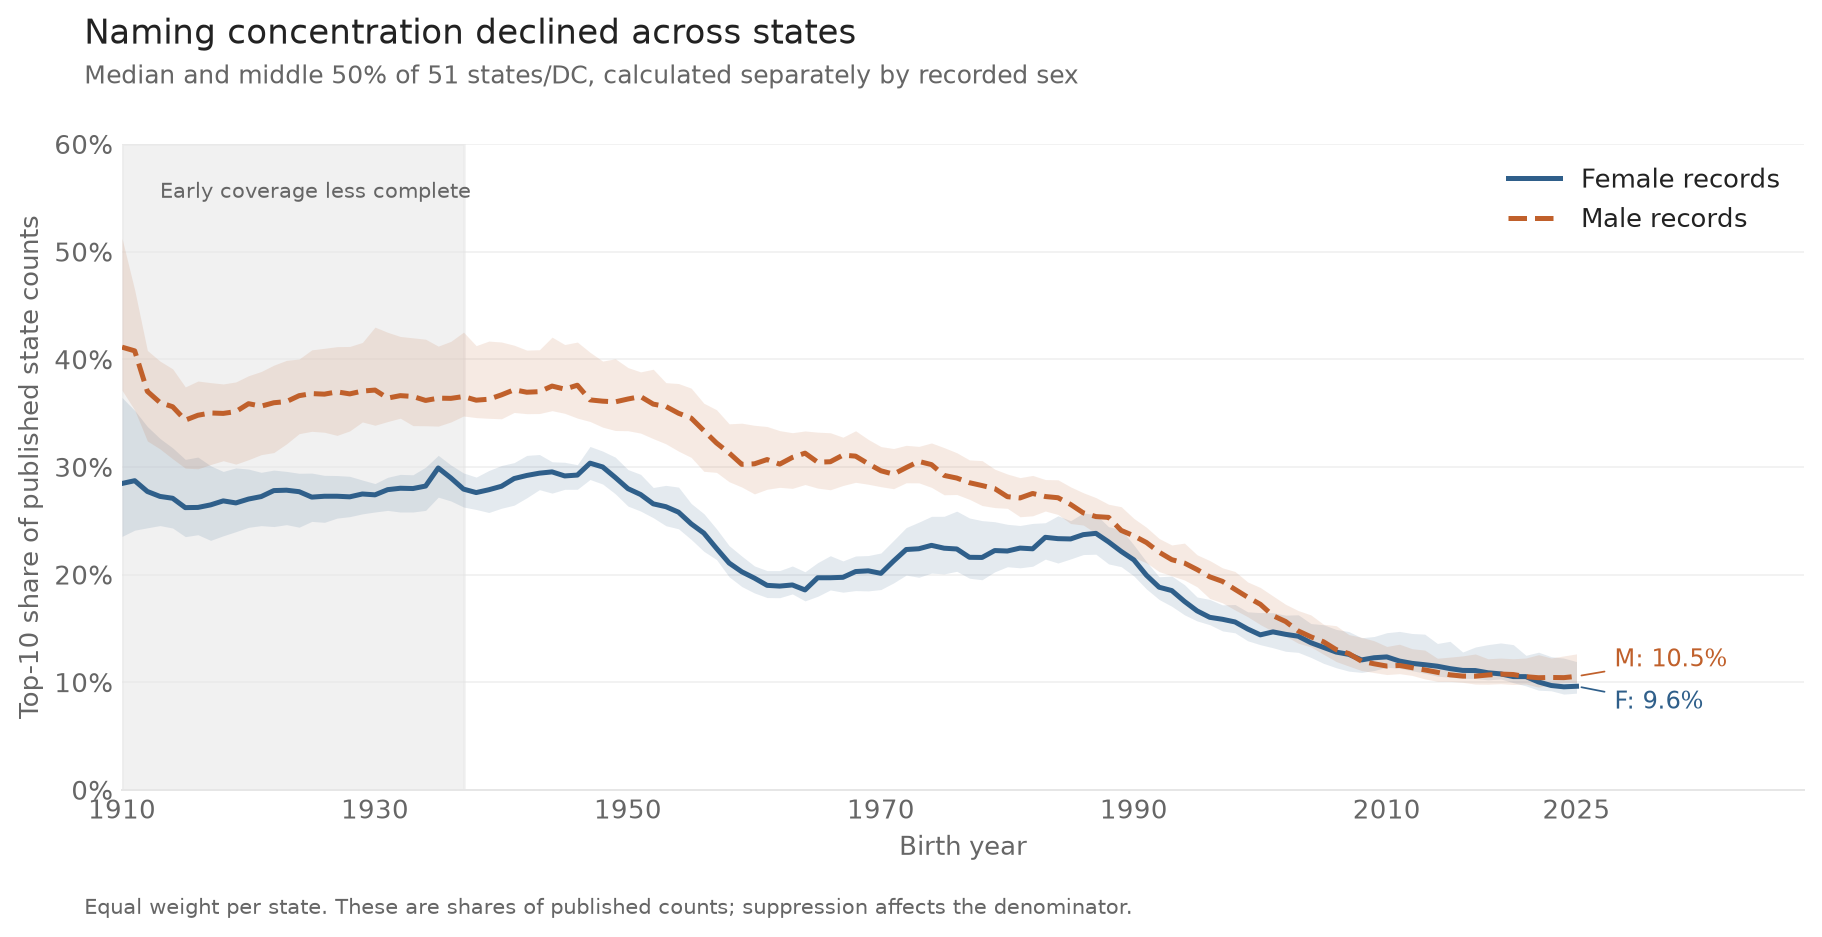 Naming concentration declined across states
Median and middle 50% of 51 states/DC, calculated separately by recorded sex
60%
50%
40%
30%
20%
10%
0%
Top-10 share of published state counts
Early coverage less complete
Female records
Male records
M: 10.5%
F: 9.6%
1910
1930
1950
1970
1990
2010
2025
Birth year
Equal weight per state. These are shares of published counts; suppression affects the denominator.